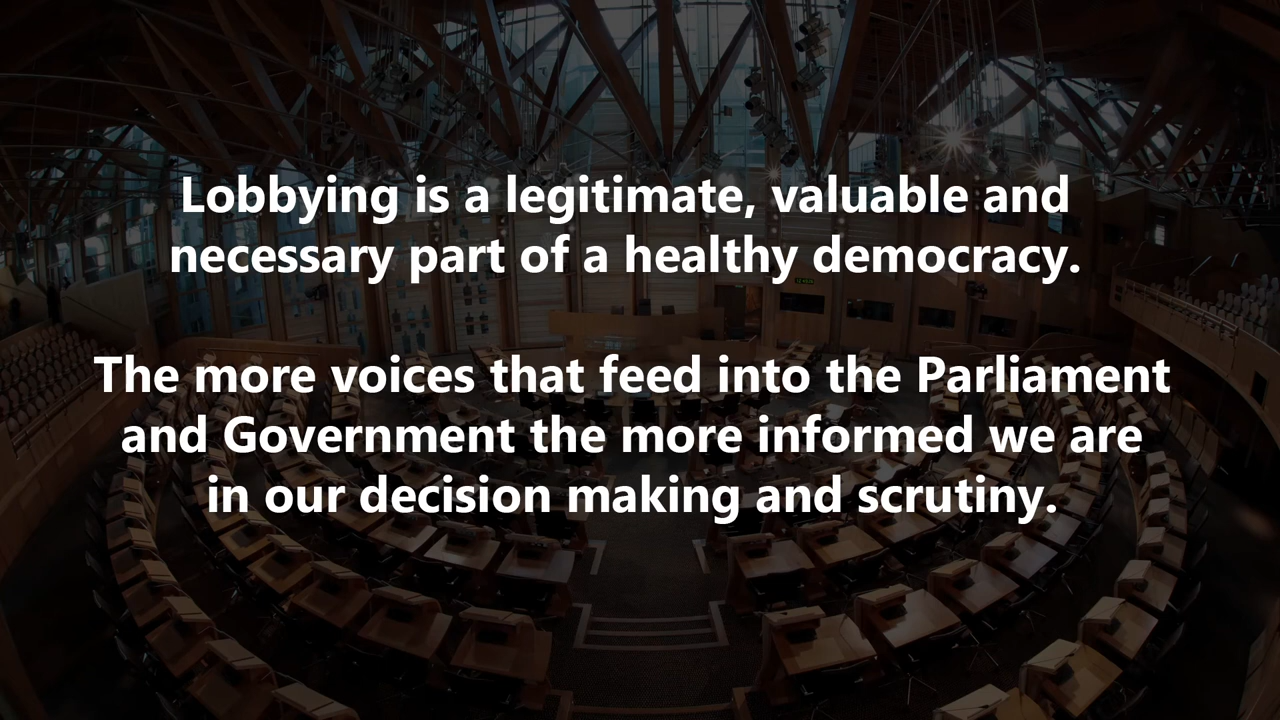 Lobbying is a legitimate, valuable and
necessary part of a healthy democracy.
The more voices that feed into the Parliament
and Government the more informed we are
in our decision making and scrutiny.